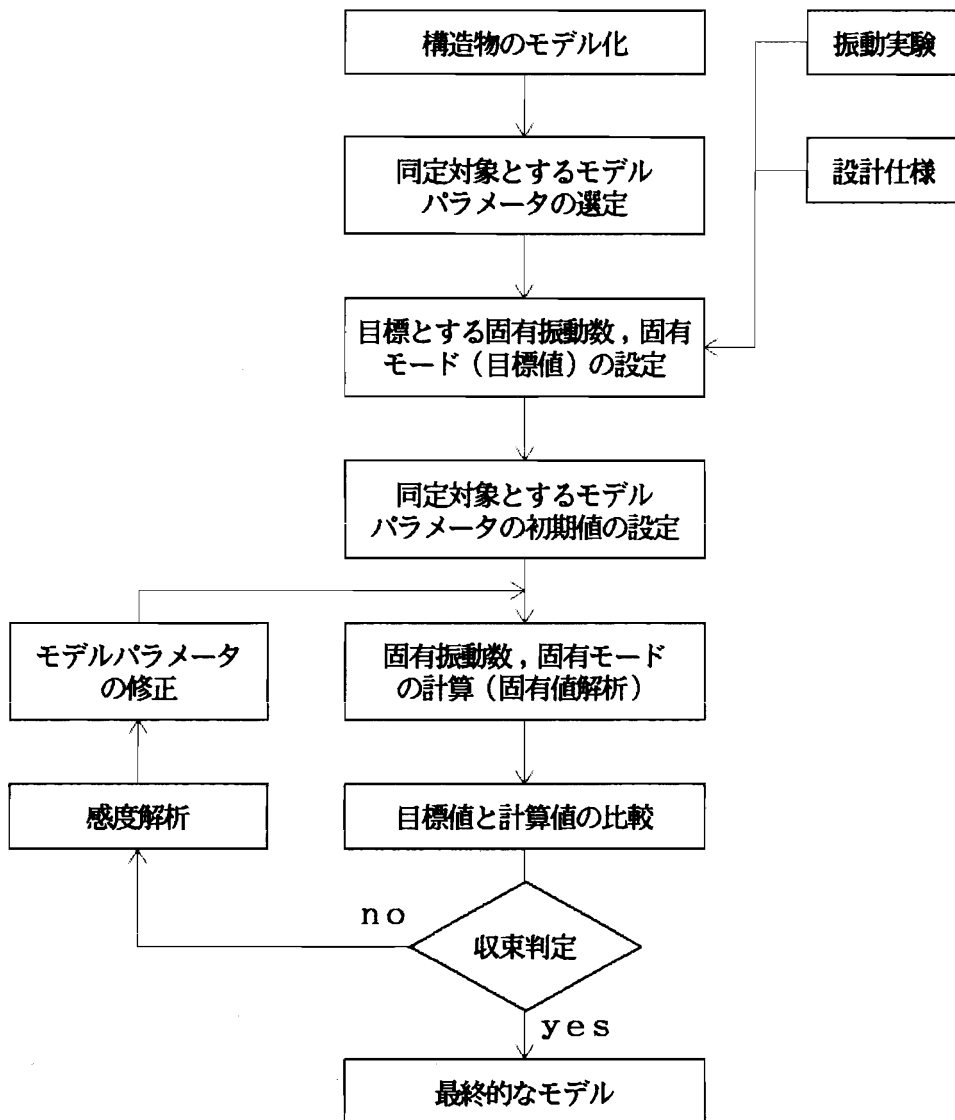 構造物のモデル化
振動実験
同定対象とするモデル
パラメータの選定
設計仕様
目標とする固有振動数，固有
モード（目標値）の設定
同定対象とするモデル
パラメータの初期値の設定
モデルパラメータ
の修正
固有振動数，固有モード
の計算（固有値解析）
感度解析
目標値と計算値の比較
no
収束判定
yes
最終的なモデル